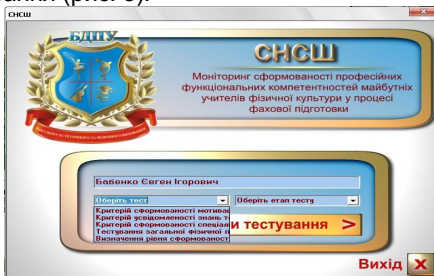 вання (рис. 3).
СНСШ
БДПУ
СНСШ
Моніторинг сформованості професійних
функціональних компетентностей майбутніх
учителів фізичної культури у процесі
фахової підготовки
Бабенко Євген Ігорович
Оберіть тест
Оберіть етап тесту
Критерій сформованості мотива
Критерій усвідомленості знань т
Критерій сформованості спеціал
Тестування загальної фізичної п
Визначення рівня сформованост
и тестування >
Вихід X